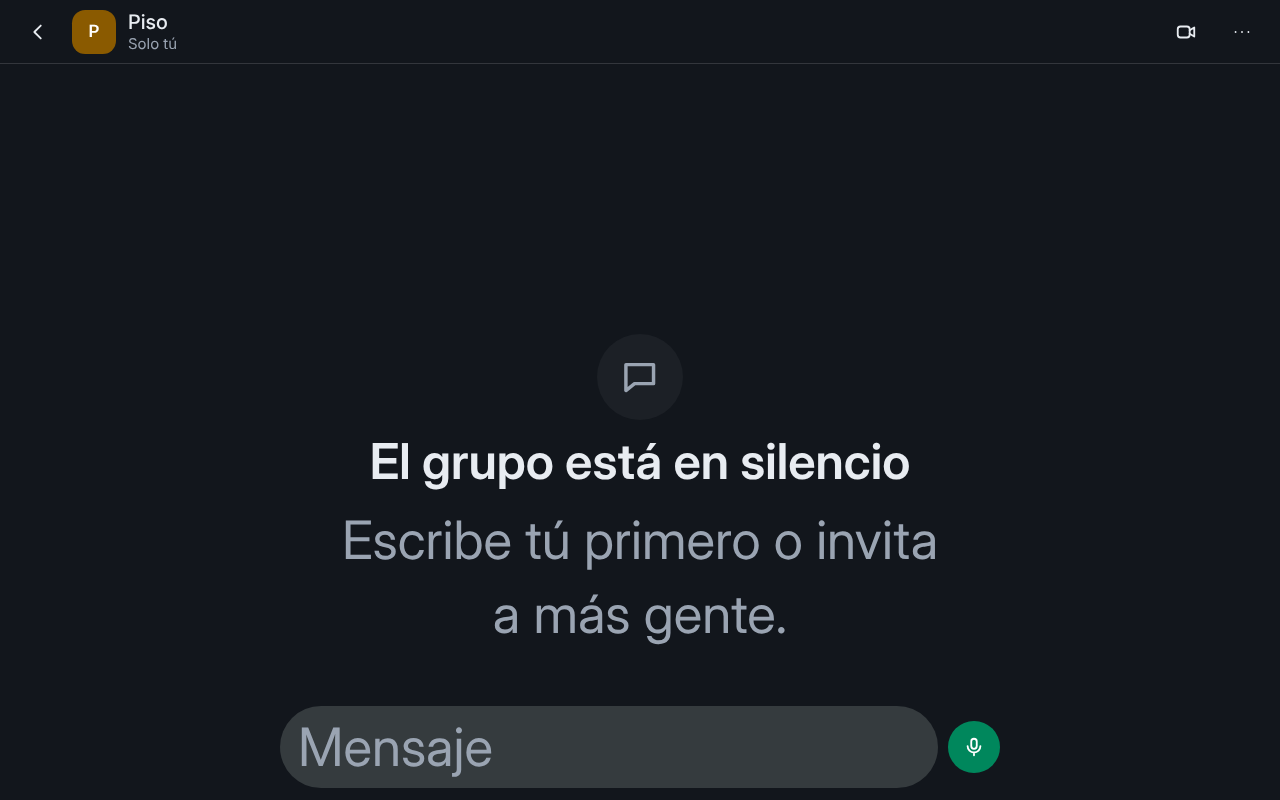 P
Piso
Solo tú
El grupo está en silencio
Escribe tú primero o invita
a más gente.
Mensaje